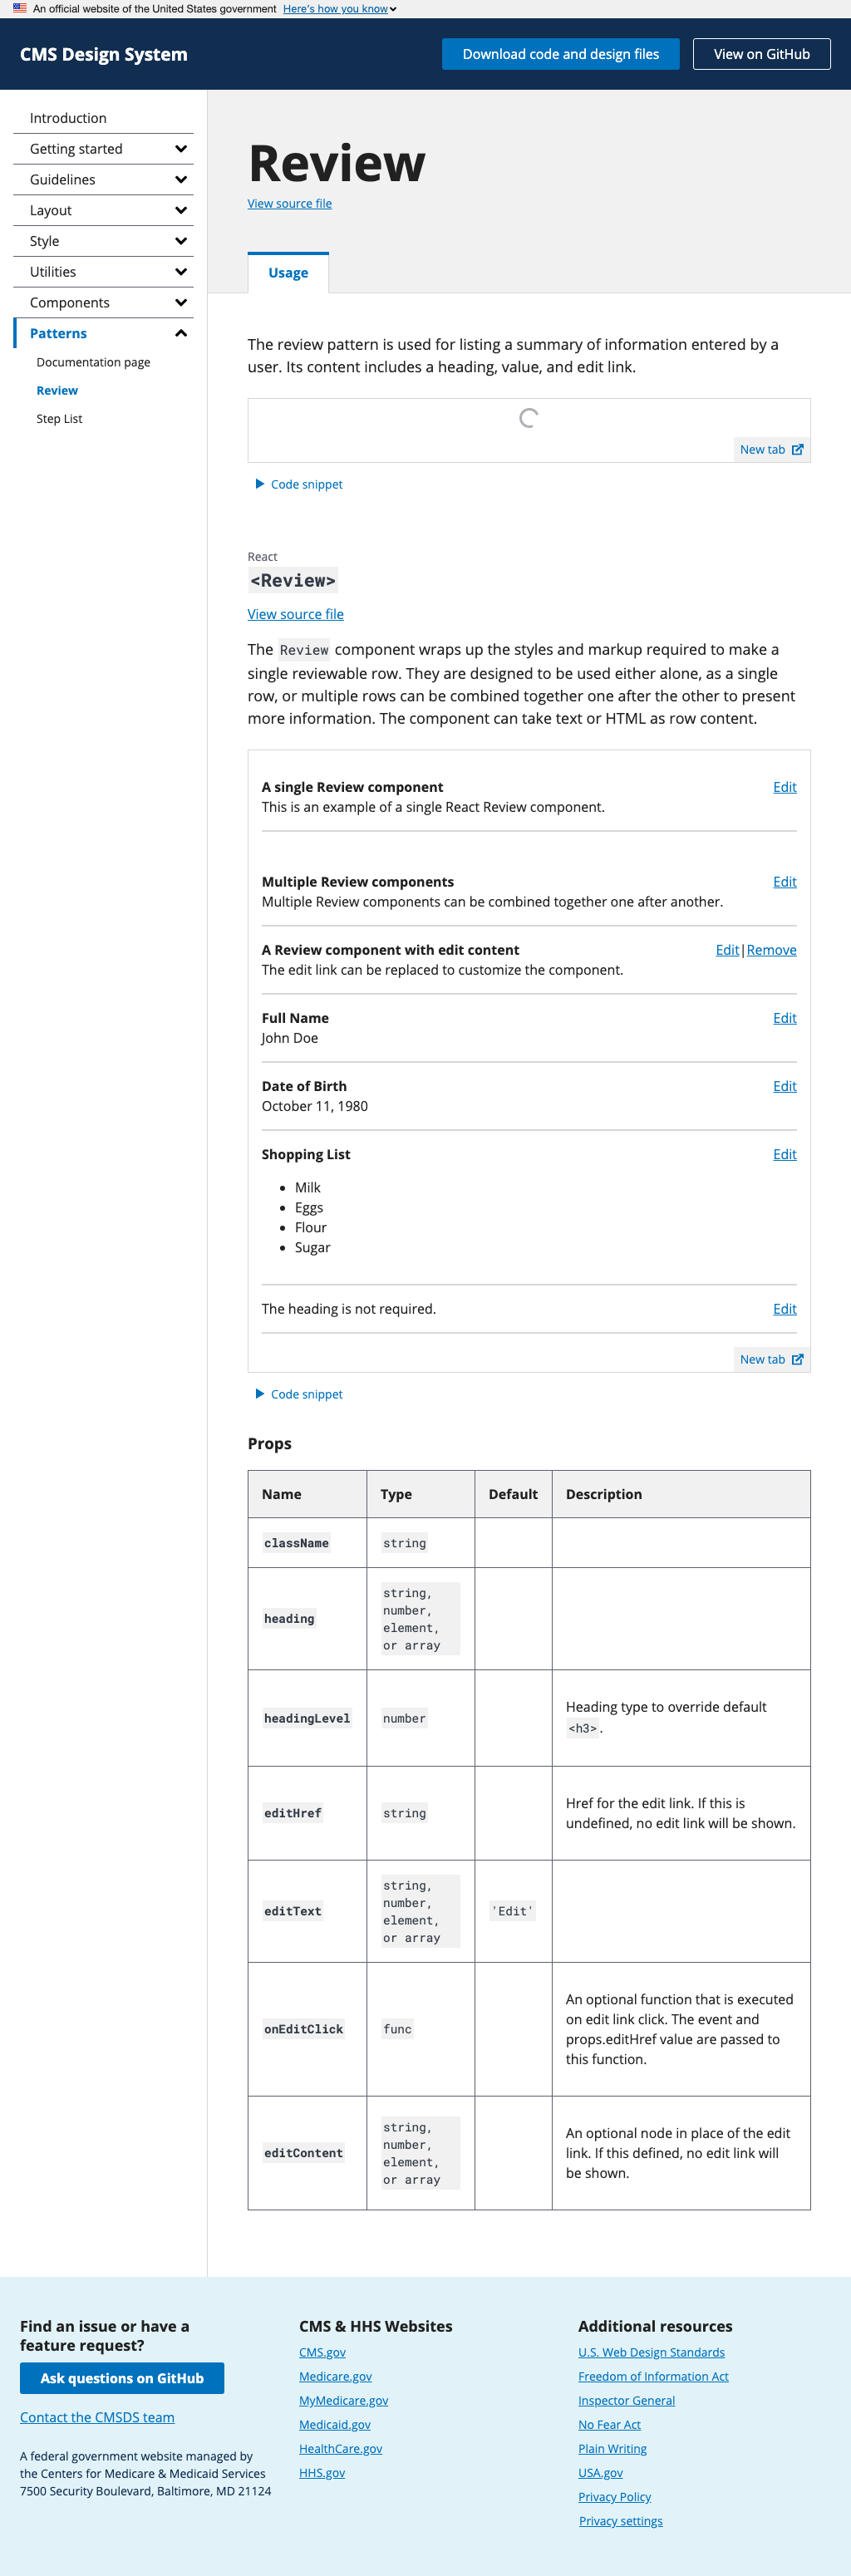 An official website of the United States government Here's how you know
CMS Design System
Download code and design files
View on GitHub
Introduction
Getting started
Guidelines
Layout
Style
Utilities
Components
Patterns
Documentation page
Review
Step List
Review
View source file
Usage
The review pattern is used for listing a summary of information entered by a
user. Its content includes a heading, value, and edit link.
New tab
Code snippet
React
<Review>
View source file
The Review component wraps up the styles and markup required to make a
single reviewable row. They are designed to be used either alone, as a single
row, or multiple rows can be combined together one after the other to present
more information. The component can take text or HTML as row content.
A single Review component Edit
This is an example of a single React Review component.
Multiple Review components Edit
Multiple Review components can be combined together one after another.
A Review component with edit content Edit|Remove
The edit link can be replaced to customize the component.
Full Name Edit
John Doe
Date of Birth Edit
October 11, 1980
Shopping List Edit
Milk
Eggs
Flour
Sugar
The heading is not required. Edit
New tab
Code snippet
Props
Name Type Default Description
className string
heading
string,
number,
element,
or array
headingLevel number
Heading type to override default
<h3>.
editHref string
Href for the edit link. If this is
undefined, no edit link will be shown.
editText
string,
number,
element,
or array
'Edit'
onEditClick func
An optional function that is executed
on edit link click. The event and
props.editHref value are passed to
this function.
editContent
string,
number,
element,
or array
An optional node in place of the edit
link. If this defined, no edit link will
be shown.
Find an issue or have a
feature request?
Ask questions on GitHub
Contact the CMSDS team
A federal government website managed by
the Centers for Medicare & Medicaid Services
7500 Security Boulevard, Baltimore, MD 21124
CMS & HHS Websites
CMS.gov
Medicare.gov
MyMedicare.gov
Medicaid.gov
HealthCare.gov
HHS.gov
Additional resources
U.S. Web Design Standards
Freedom of Information Act
Inspector General
No Fear Act
Plain Writing
USA.gov
Privacy Policy
Privacy settings